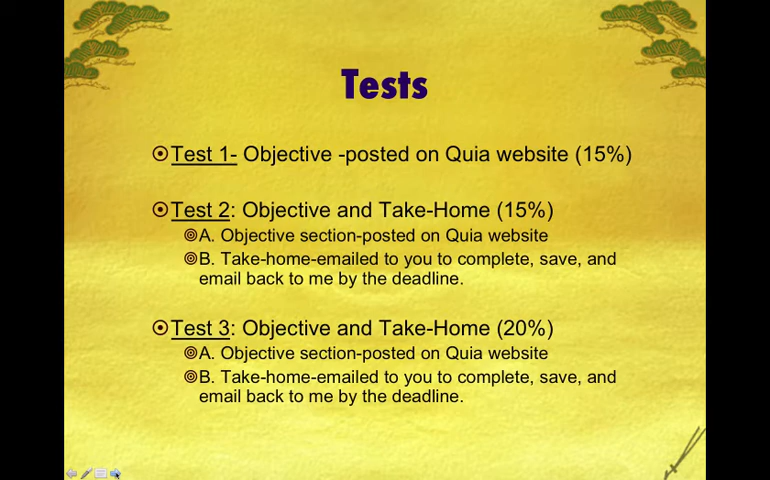 Tests
Test 1- Objective -posted on Quia website (15%)
Test 2: Objective and Take-Home (15%)
A. Objective section-posted on Quia website
B. Take-home-emailed to you to complete, save, and
email back to me by the deadline.
Test 3: Objective and Take-Home (20%)
A. Objective section-posted on Quia website
B. Take-home-emailed to you to complete, save, and
email back to me by the deadline.